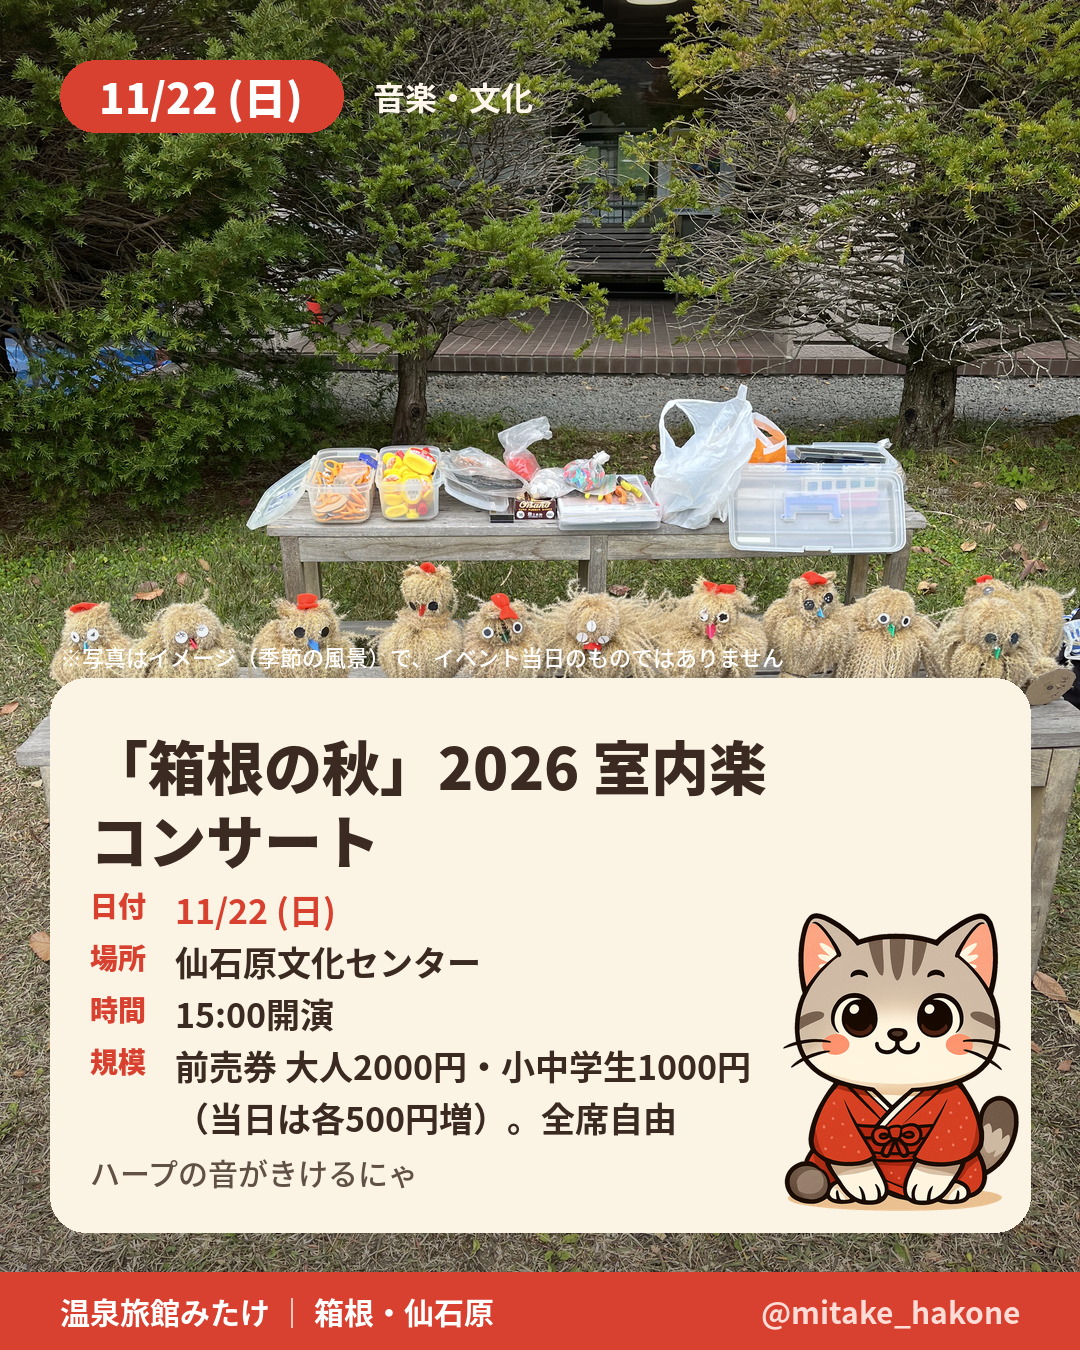 11/22 (日)
音楽・文化
※写真はイメージ（季節の風景）で、イベント当日のものではありません
「箱根の秋」2026 室内楽
コンサート
日付 11/22 (日)
場所 仙石原文化センター
時間 15:00開演
規模 前売券 大人2000円・小中学生1000円
（当日は各500円増）。全席自由
ハープの音がきけるにゃ
温泉旅館みたけ ｜ 箱根・仙石原
@mitake_hakone